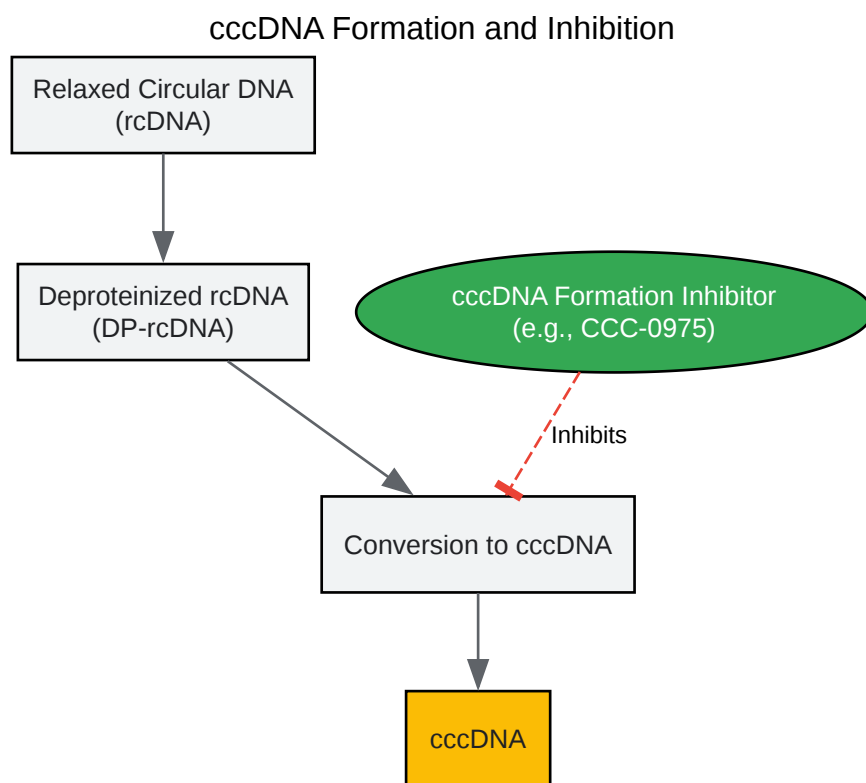 cccDNA Formation and Inhibition
Relaxed Circular DNA
(rcDNA)
Deproteinized rcDNA
(DP-rcDNA)
cccDNA Formation Inhibitor
(e.g., CCC-0975)
Inhibits
Conversion to cccDNA
cccDNA